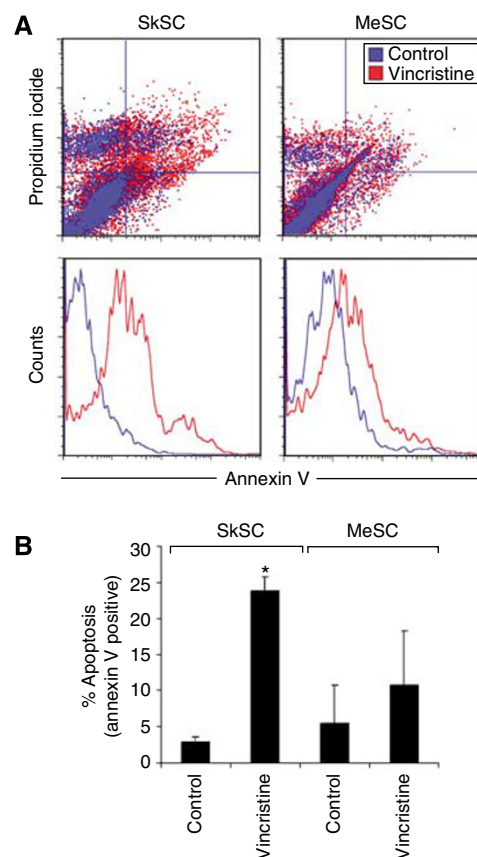 A
SkSC
MeSC
Control
Vincristine
Propidium iodide
Counts
Annexin V
B
SkSC
MeSC
% Apoptosis
(annexin V positive)
30
25
20
15
10
5
0
Control
Vincristine
Control
Vincristine
*